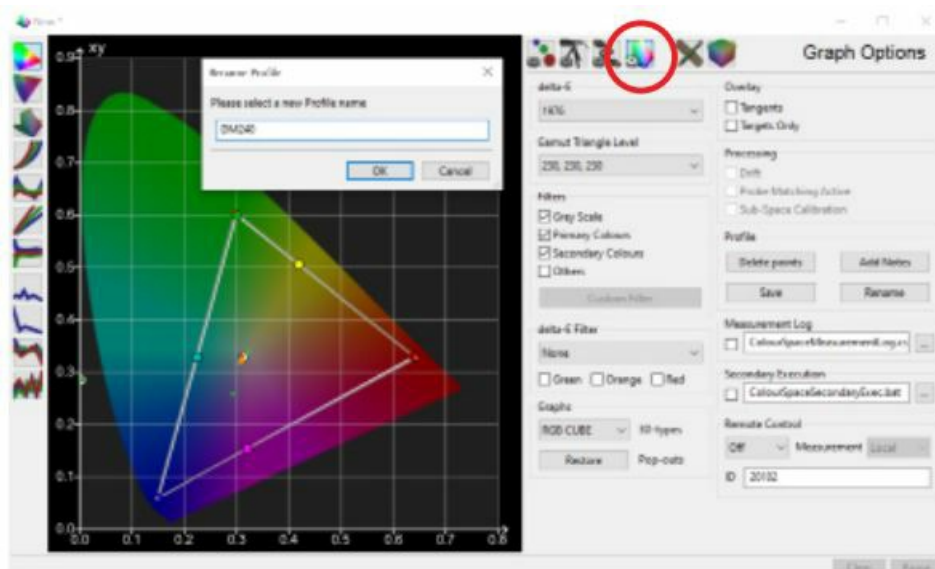 New *
xy
0.9
0.8
0.7
0.6
0.5
0.4
0.3
0.2
0.1
0.0
0.0 0.1 0.2 0.3 0.4 0.5 0.6 0.7 0.8
Rename Profile
Please select a new Profile name
DM240
OK Cancel
Graph Options
delta-E
1976
Gamut Triangle Level
230, 230, 230
Filters
Grey Scale
Primary Colours
Secondary Colours
Others
Custom Filter
delta-E Filter
None
Green Orange Red
Graphs
RGB CUBE 3D-types
Restore Pop-outs
Overlay
Tangents
Targets Only
Processing
Drift
Probe Matching Active
Sub-Space Calibration
Profile
Delete points Add Notes
Save Rename
Measurement Log
ColourSpaceMeasurementLog.cs ...
Secondary Execution
ColourSpaceSecondaryExec.bat ...
Remote Control
Off Measurement Local
ID 20102
Clear